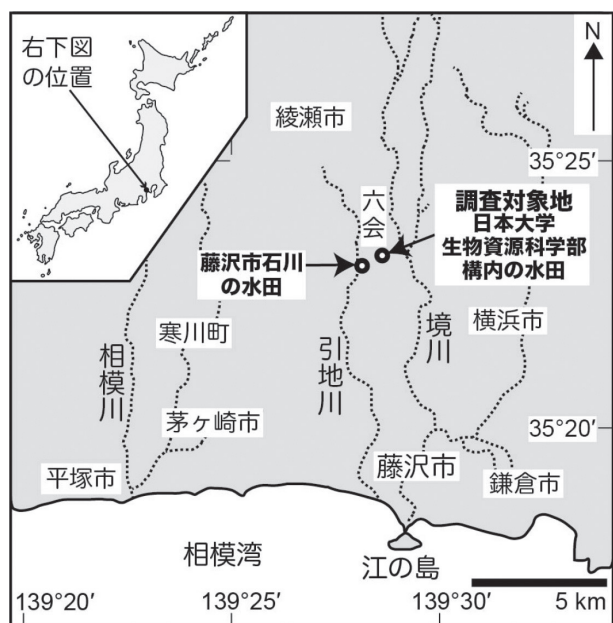 右下図
の位置
N
綾瀬市
35°25′
六会
調査対象地
日本大学
生物資源科学部
構内の水田
藤沢市石川
の水田
寒川町
相模川
引地川
境川
横浜市
茅ヶ崎市
35°20′
平塚市
藤沢市
鎌倉市
相模湾
江の島
5 km
139°20′
139°25′
139°30′